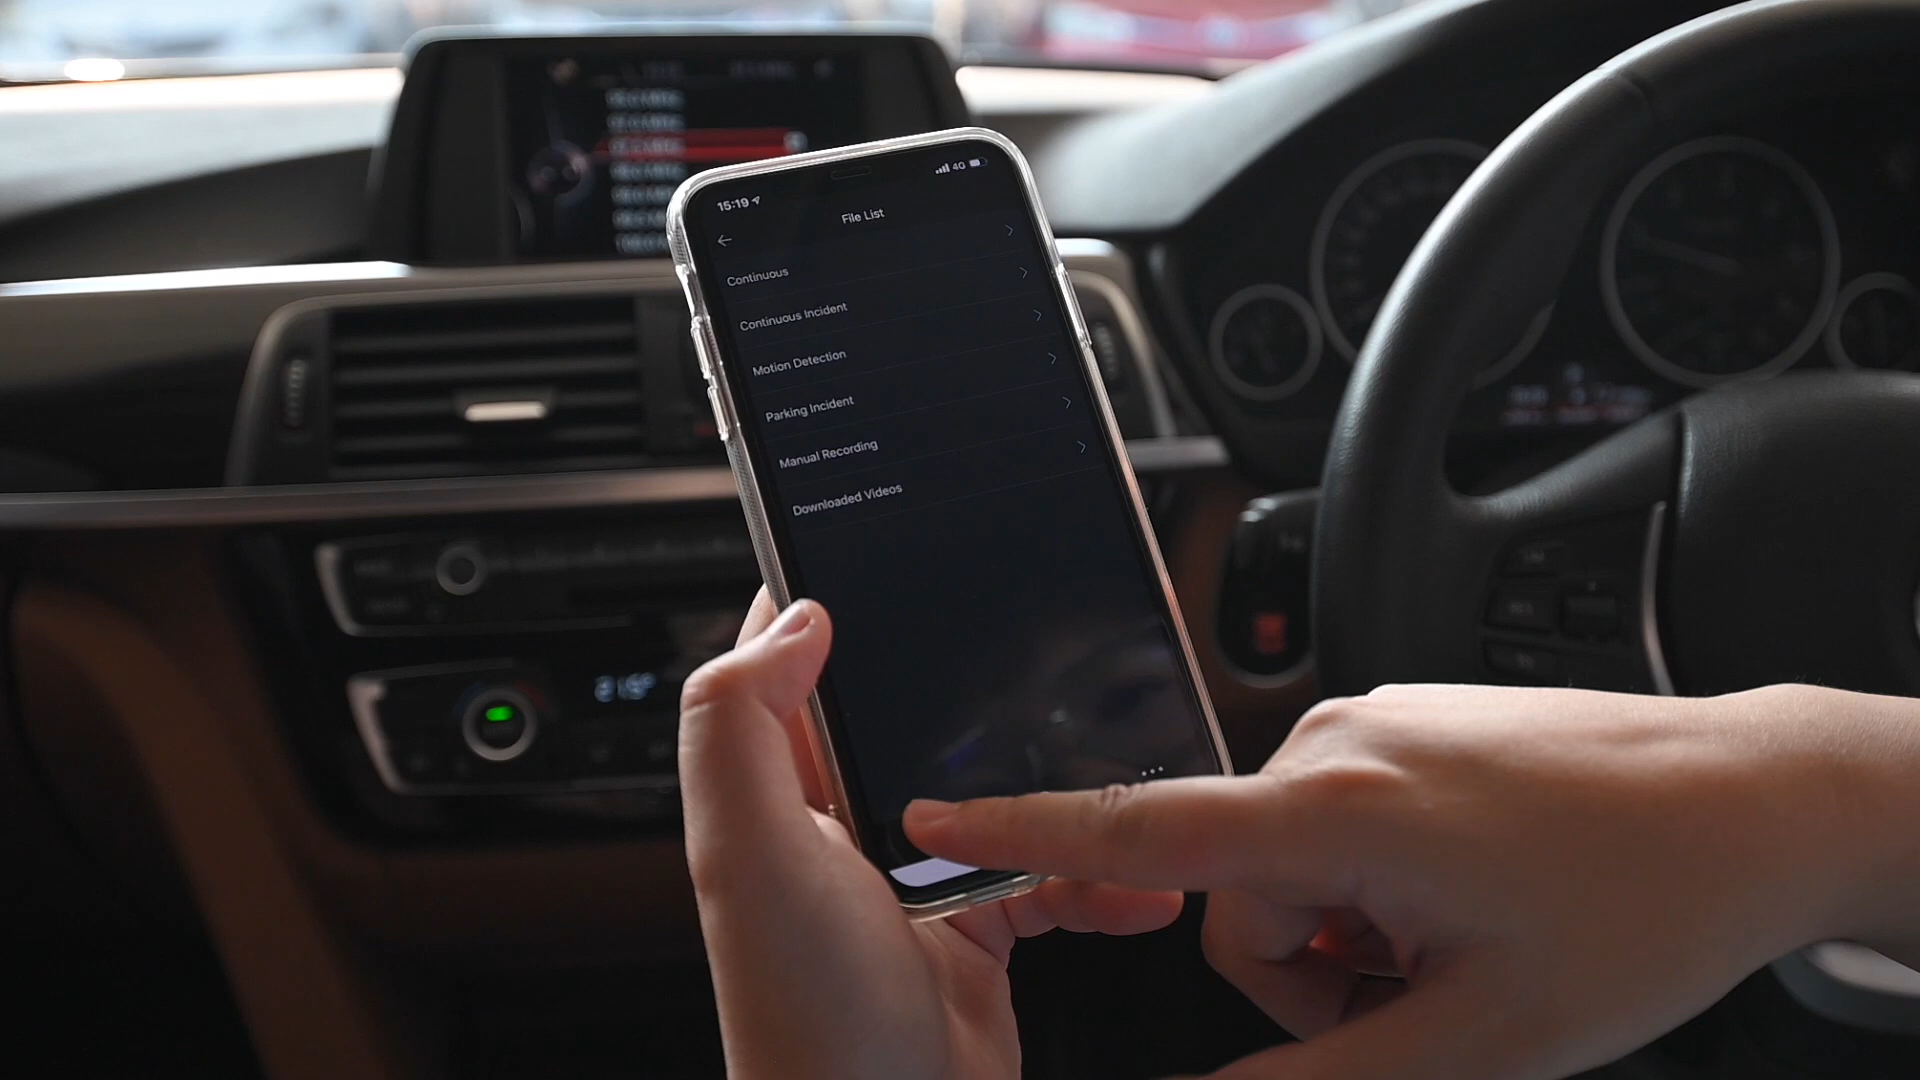 15:19
4G
File List
Continuous
Continuous Incident
Motion Detection
Parking Incident
Manual Recording
Downloaded Videos